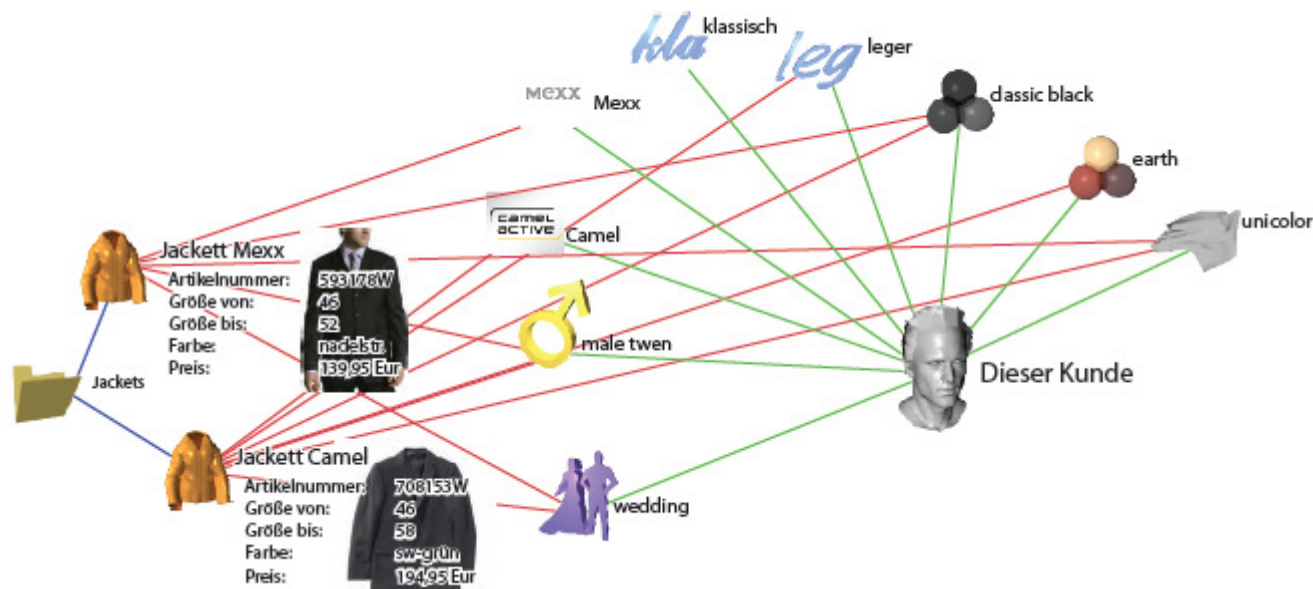 kla klassisch
leg leger
mexx Mexx
classic black
earth
unicolor
camel
active
Camel
Jackett Mexx
Artikelnummer: 593178W
Größe von: 46
Größe bis: 52
Farbe: nadelstr.
Preis: 139,95 Eur
male twen
Jackets
Dieser Kunde
Jackett Camel
Artikelnummer: 708153W
Größe von: 46
Größe bis: 58
Farbe: sw-grün
Preis: 194,95 Eur
wedding